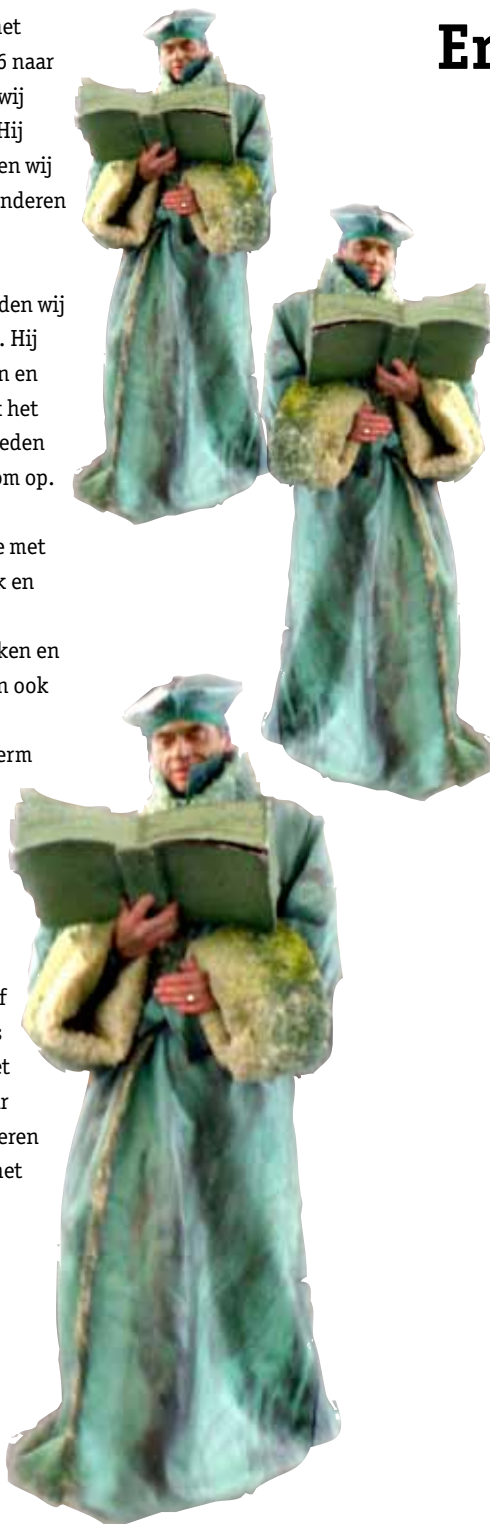 Er
net
6 naar
wij
Hij
en wij
nderen
den wij
. Hij
n en
het
eden
om op.
e met
k en
ken en
n ook
erm
f
s
et
r
eren
net